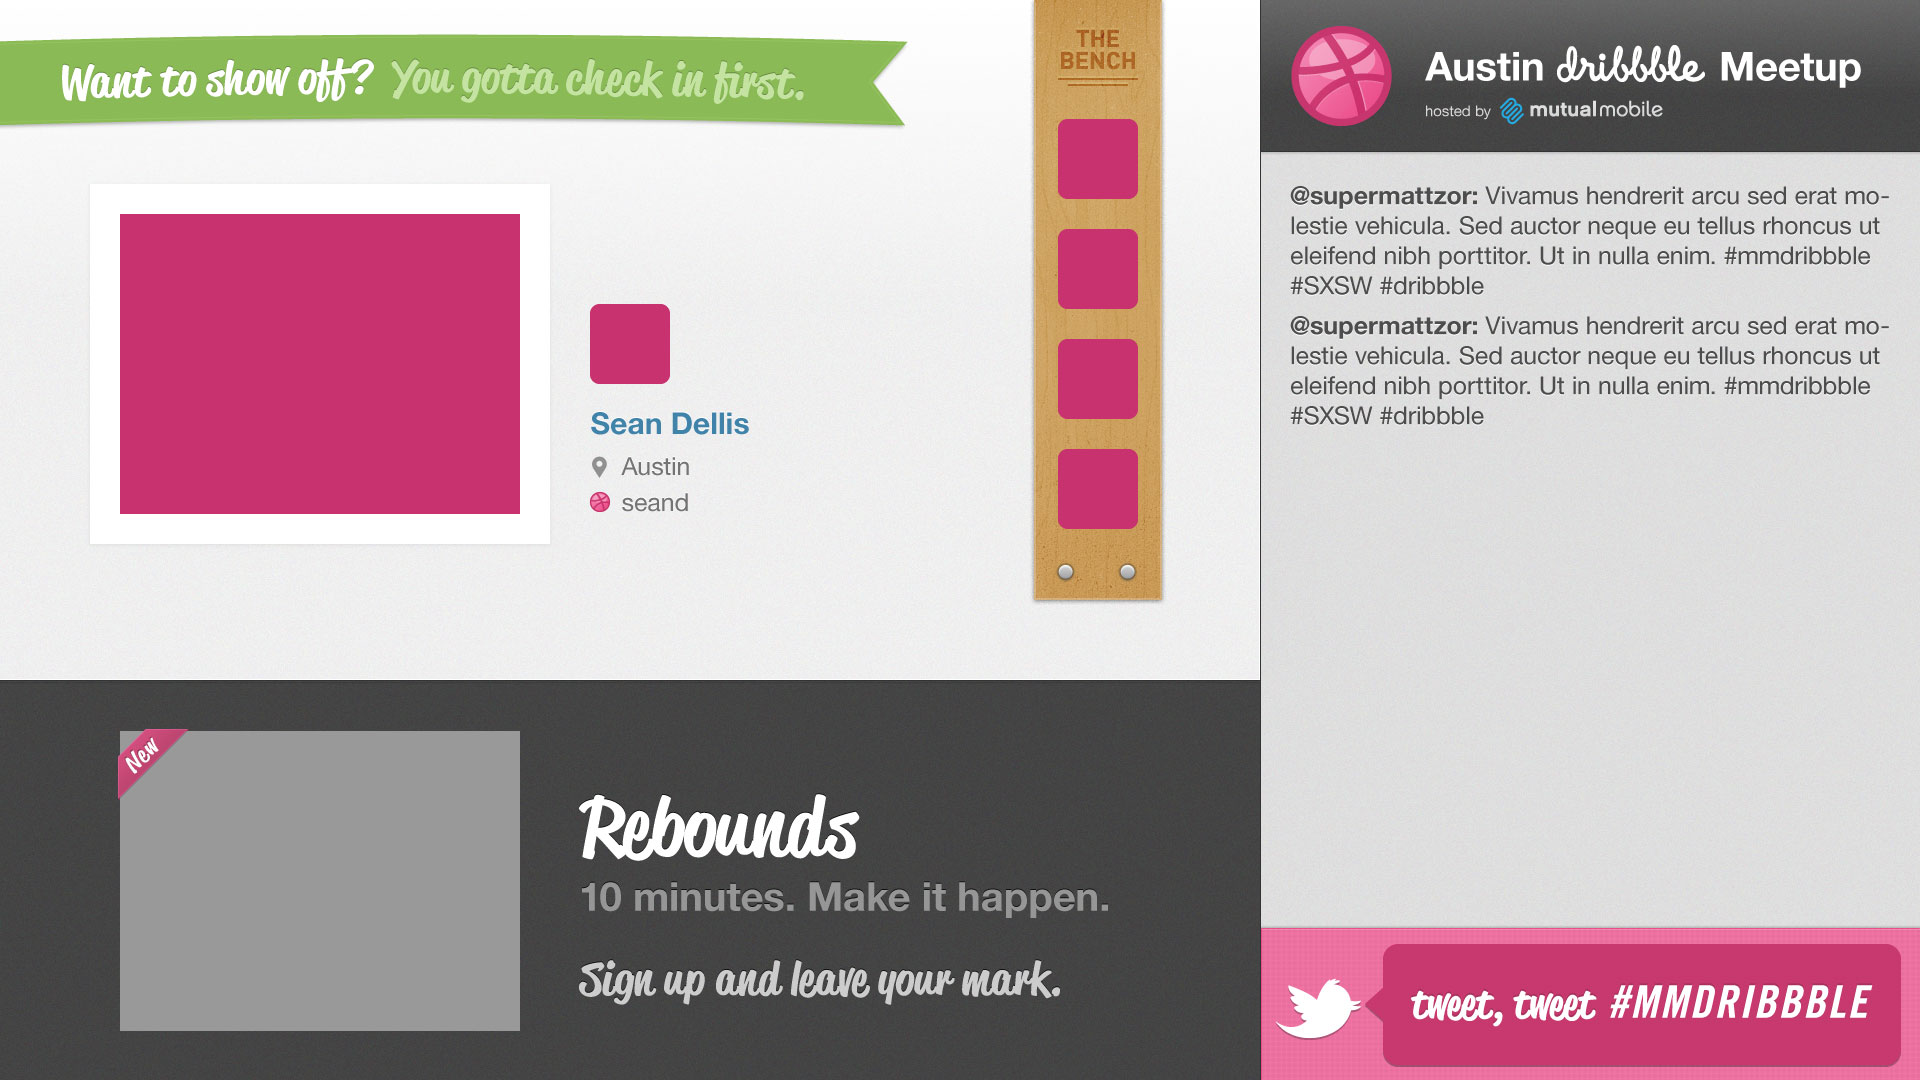 Want to show off? You gotta check in first.
THE
BENCH
Sean Dellis
Austin
seand
New
Rebounds
10 minutes. Make it happen.
Sign up and leave your mark.
Austin dribbble Meetup
hosted by mutualmobile
@supermattzor: Vivamus hendrerit arcu sed erat mo-
lestie vehicula. Sed auctor neque eu tellus rhoncus ut
eleifend nibh porttitor. Ut in nulla enim. #mmdribbble
#SXSW #dribbble
@supermattzor: Vivamus hendrerit arcu sed erat mo-
lestie vehicula. Sed auctor neque eu tellus rhoncus ut
eleifend nibh porttitor. Ut in nulla enim. #mmdribbble
#SXSW #dribbble
tweet, tweet #MMDRIBBBLE